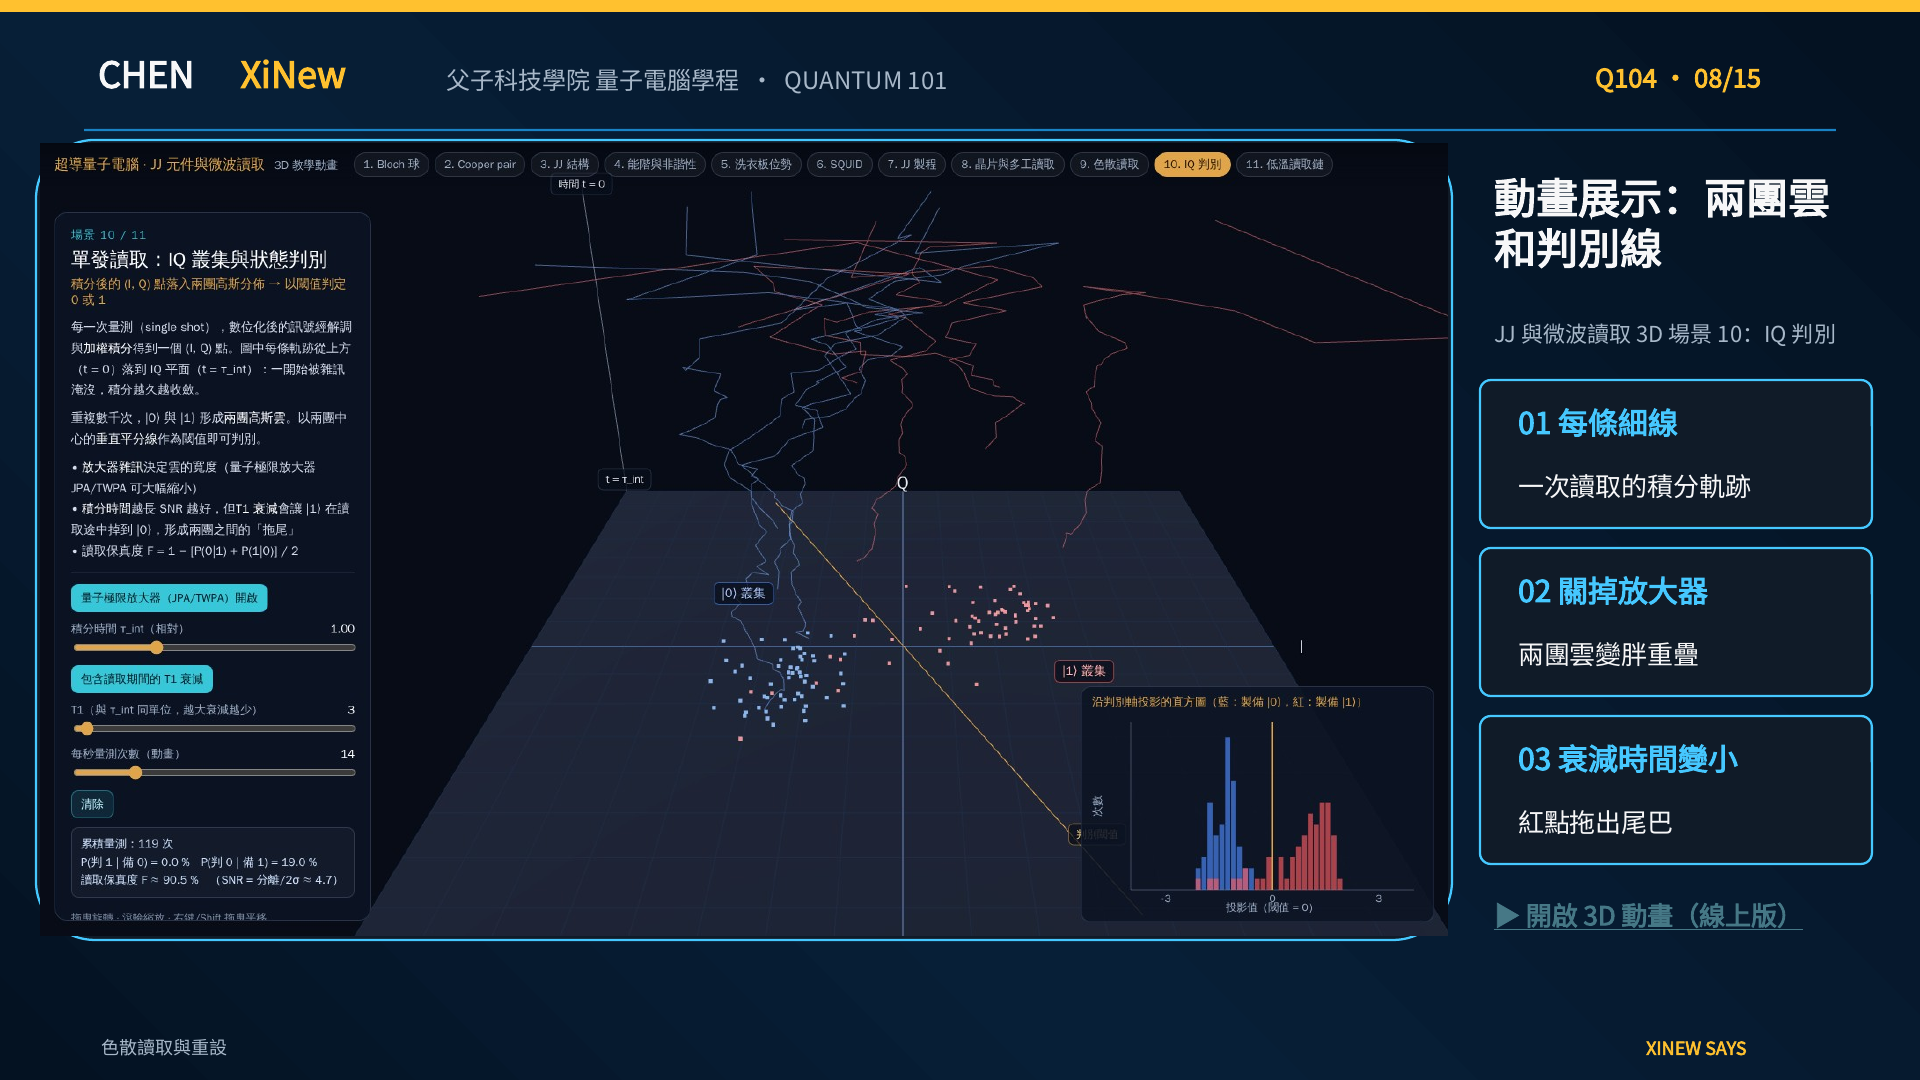 CHEN XiNew
父子科技學院 量子電腦學程 • QUANTUM 101
Q104 • 08/15
超導量子電腦 · JJ 元件與微波讀取 3D 教學動畫
1. Bloch 球
2. Cooper pair
3. JJ 結構
4. 能階與非諧性
5. 洗衣板位勢
6. SQUID
7. JJ 製程
8. 晶片與多工讀取
9. 色散讀取
10. IQ 判別
11. 低溫讀取鏈
場景 10 / 11
單發讀取：IQ 叢集與狀態判別
積分後的 (I, Q) 點落入兩團高斯分佈 → 以閾值判定
0 或 1
每一次量測（single shot），數位化後的訊號經解調
與加權積分得到一個 (I, Q) 點。圖中每條軌跡從上方
（t = 0）落到 IQ 平面（t = τ_int）：一開始被雜訊
淹沒，積分越久越收斂。
重複數千次，|0⟩ 與 |1⟩ 形成兩團高斯雲。以兩團中
心的垂直平分線作為閾值即可判別。
• 放大器雜訊決定雲的寬度（量子極限放大器
JPA/TWPA 可大幅縮小）
• 積分時間越長 SNR 越好，但T1 衰減會讓 |1⟩ 在讀
取途中掉到 |0⟩，形成兩團之間的「拖尾」
• 讀取保真度 F = 1 − [P(0|1) + P(1|0)] / 2
量子極限放大器（JPA/TWPA）開啟
積分時間 τ_int（相對） 1.00
包含讀取期間的 T1 衰減
T1（與 τ_int 同單位，越大衰減越少） 3
每秒量測次數（動畫） 14
清除
累積量測：119 次
P(判 1 | 備 0) = 0.0 % P(判 0 | 備 1) = 19.0 %
讀取保真度 F ≈ 90.5 % （SNR = 分離/2σ ≈ 4.7）
拖曳旋轉 · 滾輪縮放 · 右鍵/Shift 拖曳平移
時間 t = 0
t = τ_int
Q
|0⟩ 叢集
I
|1⟩ 叢集
判別閾值
沿判別軸投影的直方圖（藍：製備 |0⟩，紅：製備 |1⟩）
次數
-3 0 3
投影值（閾值 = 0）
動畫展示：兩團雲
和判別線
JJ 與微波讀取 3D 場景 10：IQ 判別
01 每條細線
一次讀取的積分軌跡
02 關掉放大器
兩團雲變胖重疊
03 衰減時間變小
紅點拖出尾巴
▶ 開啟 3D 動畫（線上版）
色散讀取與重設
XINEW SAYS